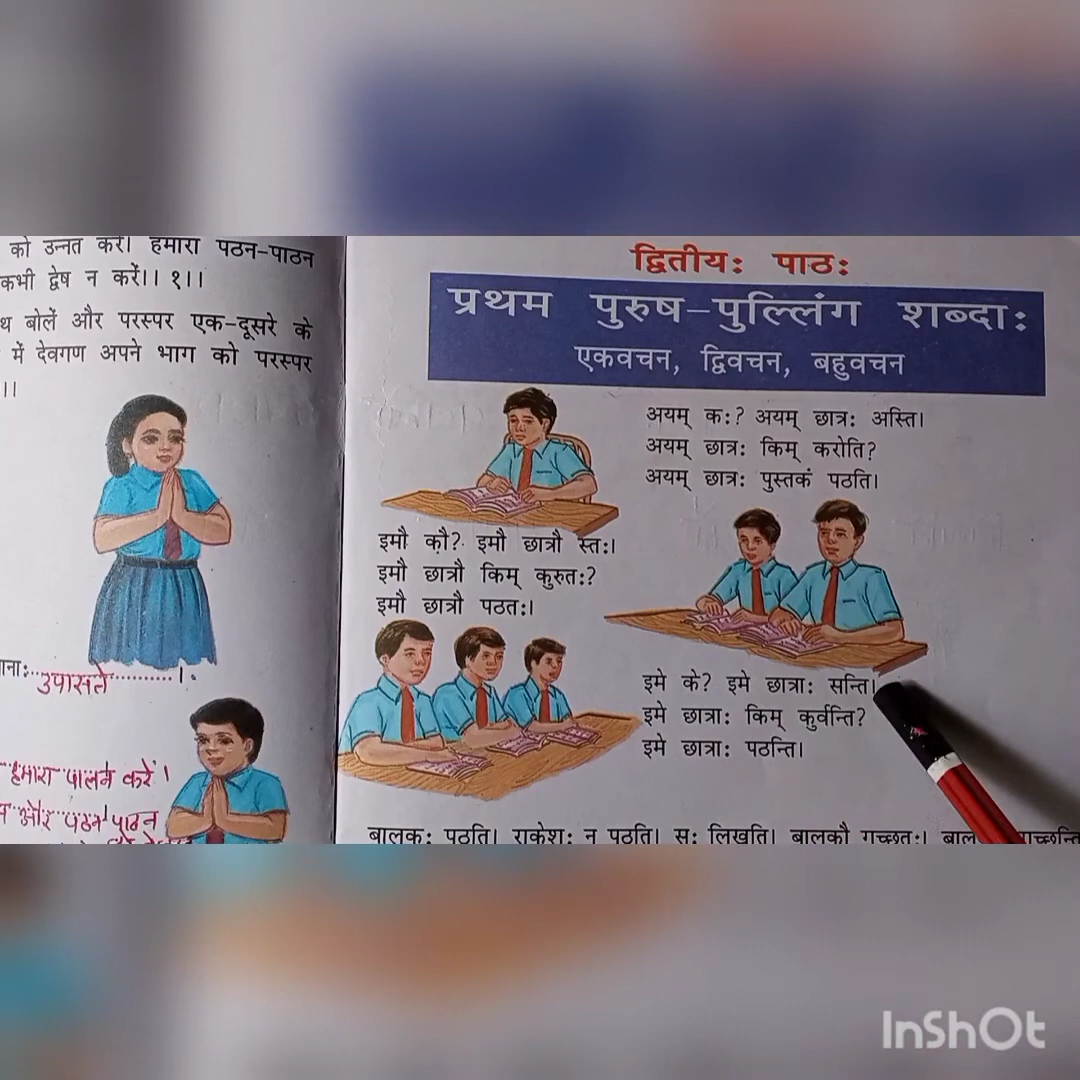 को उन्नत करें। हमारा पठन-पाठन
कभी द्वेष न करें।। १।।
थ बोलें और परस्पर एक-दूसरे के
में देवगण अपने भाग को परस्पर
।।
उपासते
हमारा पालन करें।
और पठन पाठन
द्वितीयः पाठः
प्रथम पुरुष-पुल्लिंग शब्दाः
एकवचन, द्विवचन, बहुवचन
अयम् कः? अयम् छात्रः अस्ति।
अयम् छात्रः किम् करोति?
अयम् छात्रः पुस्तकं पठति।
इमौ कौ? इमौ छात्रौ स्तः।
इमौ छात्रौ किम् कुरुतः?
इमौ छात्रौ पठतः।
इमे के? इमे छात्राः सन्ति।
इमे छात्राः किम् कुर्वन्ति?
इमे छात्राः पठन्ति।
बालकः पठति। राकेशः न पठति। सः लिखति। बालकौ गच्छतः।
InShOt